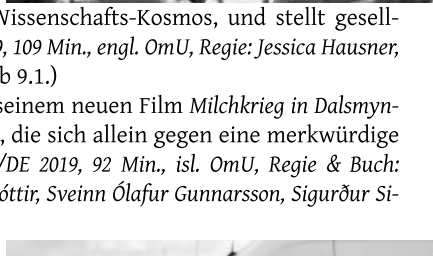 Wissenschafts-Kosmos, und stellt gesell-
109 Min., engl. OmU, Regie: Jessica Hausner,
b 9.1.)
seinem neuen Film Milchkrieg in Dalsmyn-
, die sich allein gegen eine merkwürdige
/DE 2019, 92 Min., isl. OmU, Regie & Buch:
óttir, Sveinn Ólafur Gunnarsson, Sigurður Si-